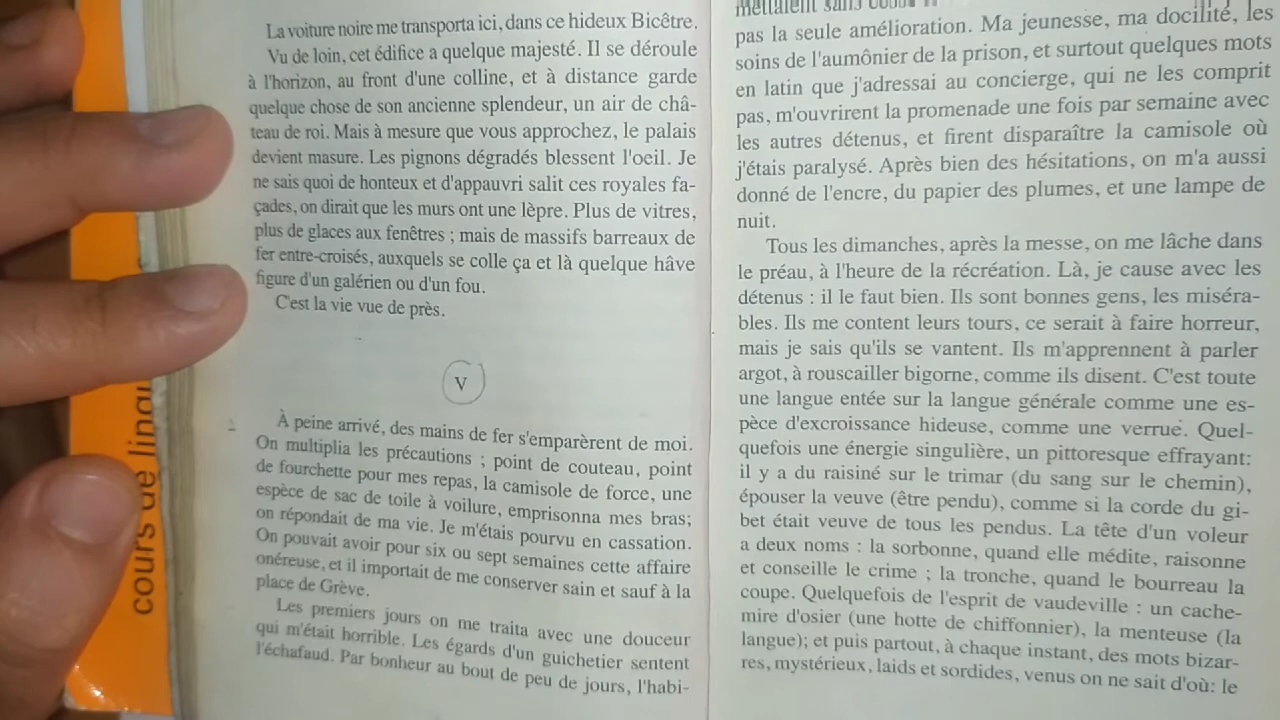 La voiture noire me transporta ici, dans ce hideux Bicêtre.
Vu de loin, cet édifice a quelque majesté. Il se déroule
à l'horizon, au front d'une colline, et à distance garde
quelque chose de son ancienne splendeur, un air de châ-
teau de roi. Mais à mesure que vous approchez, le palais
devient masure. Les pignons dégradés blessent l'oeil. Je
ne sais quoi de honteux et d'appauvri salit ces royales fa-
çades, on dirait que les murs ont une lèpre. Plus de vitres,
plus de glaces aux fenêtres ; mais de massifs barreaux de
fer entre-croisés, auxquels se colle ça et là quelque hâve
figure d'un galérien ou d'un fou.
C'est la vie vue de près.
V
À peine arrivé, des mains de fer s'emparèrent de moi.
On multiplia les précautions ; point de couteau, point
de fourchette pour mes repas, la camisole de force, une
espèce de sac de toile à voilure, emprisonna mes bras;
on répondait de ma vie. Je m'étais pourvu en cassation.
On pouvait avoir pour six ou sept semaines cette affaire
onéreuse, et il importait de me conserver sain et sauf à la
place de Grève.
Les premiers jours on me traita avec une douceur
qui m'était horrible. Les égards d'un guichetier sentent
l'échafaud. Par bonheur au bout de peu de jours, l'habi-
pas la seule amélioration. Ma jeunesse, ma docilité, les
soins de l'aumônier de la prison, et surtout quelques mots
en latin que j'adressai au concierge, qui ne les comprit
pas, m'ouvrirent la promenade une fois par semaine avec
les autres détenus, et firent disparaître la camisole où
j'étais paralysé. Après bien des hésitations, on m'a aussi
donné de l'encre, du papier des plumes, et une lampe de
nuit.
Tous les dimanches, après la messe, on me lâche dans
le préau, à l'heure de la récréation. Là, je cause avec les
détenus : il le faut bien. Ils sont bonnes gens, les miséra-
bles. Ils me content leurs tours, ce serait à faire horreur,
mais je sais qu'ils se vantent. Ils m'apprennent à parler
argot, à rouscailler bigorne, comme ils disent. C'est toute
une langue entée sur la langue générale comme une es-
pèce d'excroissance hideuse, comme une verrue. Quel-
quefois une énergie singulière, un pittoresque effrayant:
il y a du raisiné sur le trimar (du sang sur le chemin),
épouser la veuve (être pendu), comme si la corde du gi-
bet était veuve de tous les pendus. La tête d'un voleur
a deux noms : la sorbonne, quand elle médite, raisonne
et conseille le crime ; la tronche, quand le bourreau la
coupe. Quelquefois de l'esprit de vaudeville : un cache-
mire d'osier (une hotte de chiffonnier), la menteuse (la
langue); et puis partout, à chaque instant, des mots bizar-
res, mystérieux, laids et sordides, venus on ne sait d'où: le
cours de